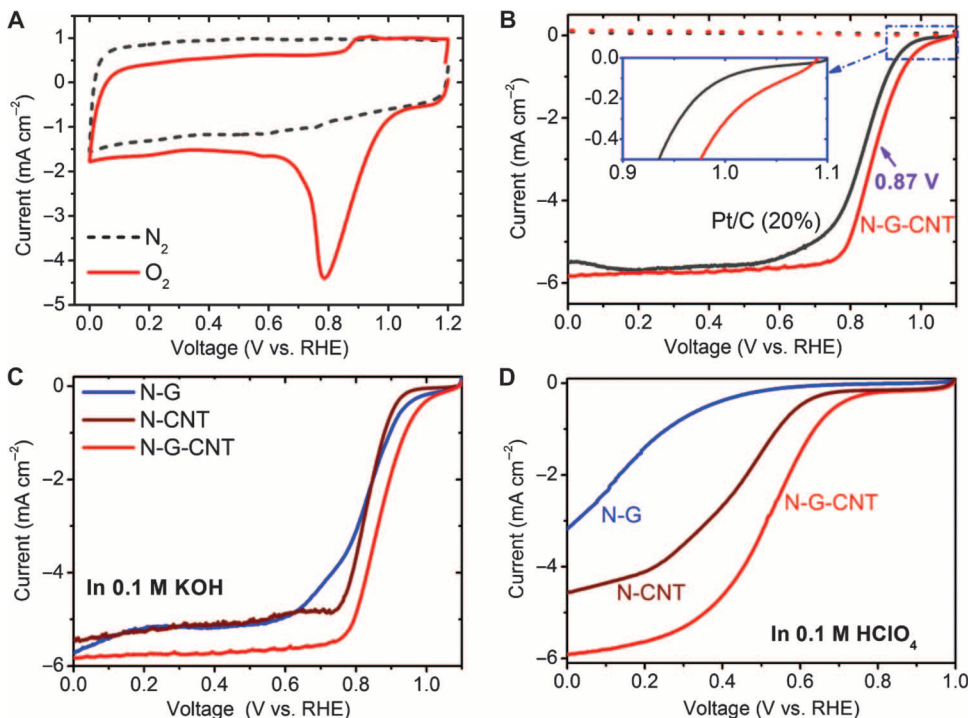 A
Current (mA cm⁻²)
1
0
−1
−2
−3
−4
−5
N₂
O₂
0.0 0.2 0.4 0.6 0.8 1.0 1.2
Voltage (V vs. RHE)
B
Current (mA cm⁻²)
0
−2
−4
−6
0.0
-0.2
-0.4
0.9 1.0 1.1
0.87 V
Pt/C (20%)
N-G-CNT
0.0 0.2 0.4 0.6 0.8 1.0
Voltage (V vs. RHE)
C
Current (mA cm⁻²)
0
−2
−4
−6
N-G
N-CNT
N-G-CNT
In 0.1 M KOH
0.0 0.2 0.4 0.6 0.8 1.0
Voltage (V vs. RHE)
D
Current (mA cm⁻²)
0
−2
−4
−6
N-G
N-G-CNT
N-CNT
In 0.1 M HClO₄
0.0 0.2 0.4 0.6 0.8 1.0
Voltage (V vs. RHE)